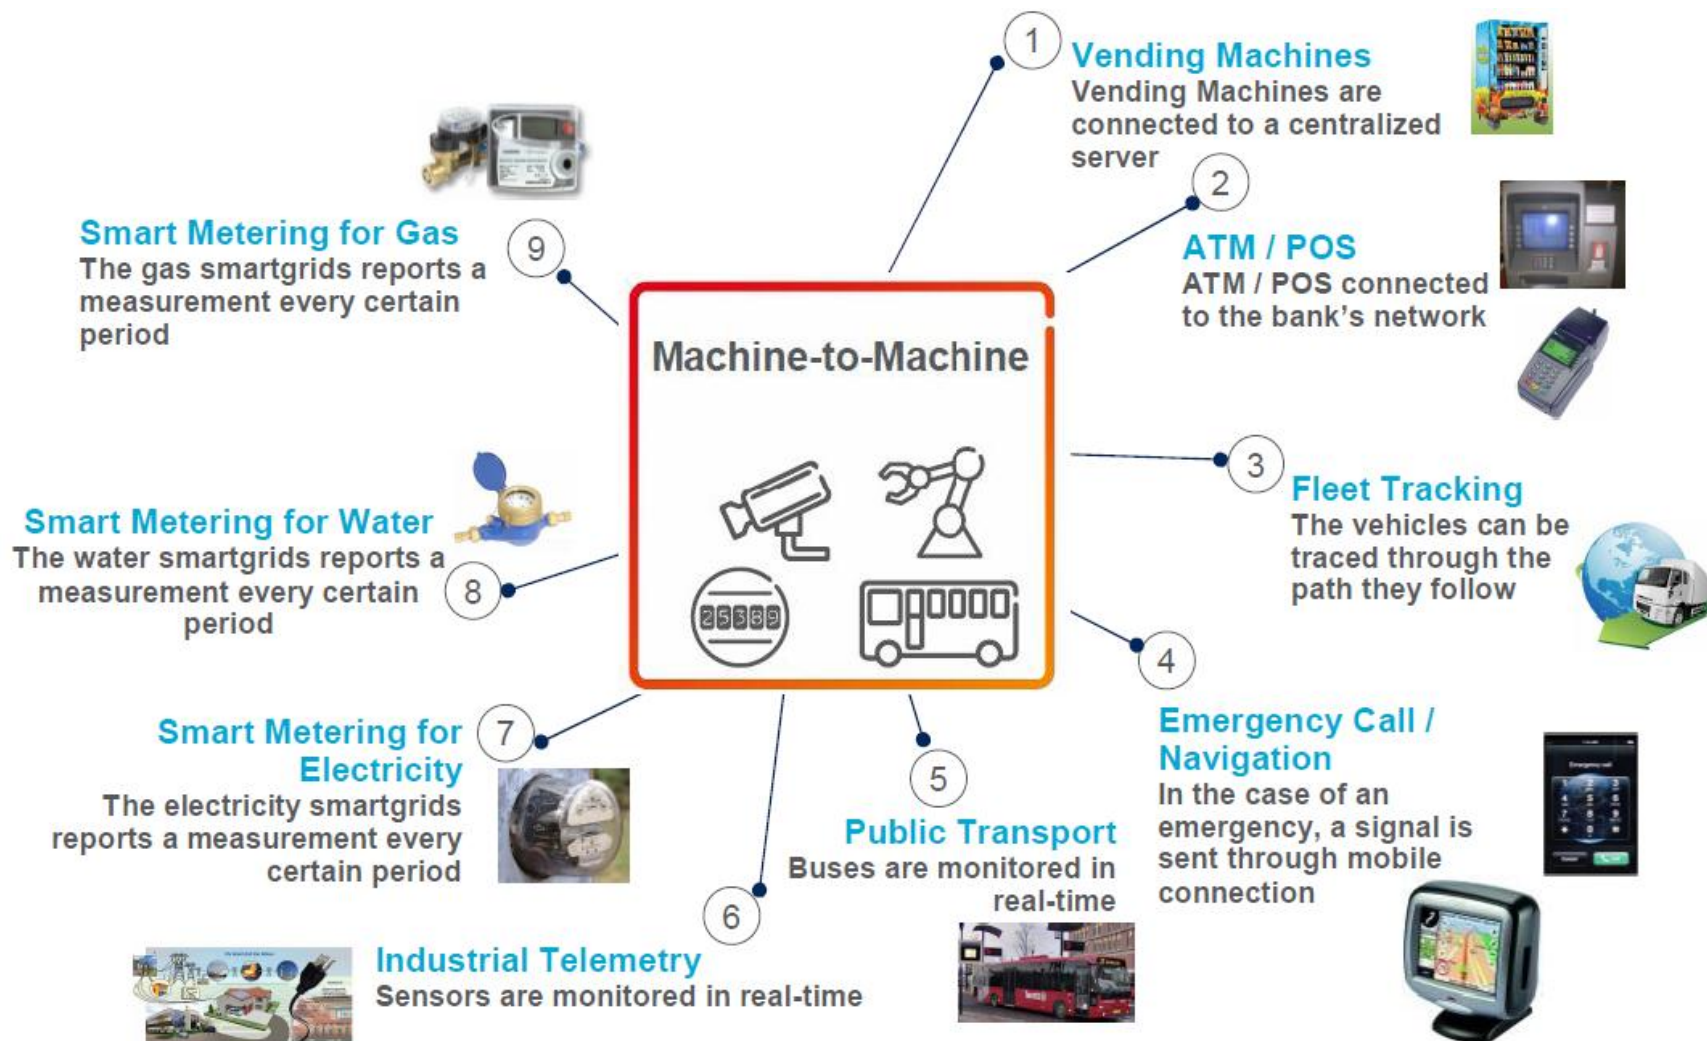 1
Vending Machines
Vending Machines are
connected to a centralized
server
2
ATM / POS
ATM / POS connected
to the bank’s network
3
Fleet Tracking
The vehicles can be
traced through the
path they follow
4
Emergency Call /
Navigation
In the case of an
emergency, a signal is
sent through mobile
connection
Emergency call
5
Public Transport
Buses are monitored in
real-time
6
Industrial Telemetry
Sensors are monitored in real-time
7
Smart Metering for
Electricity
The electricity smartgrids
reports a measurement every
certain period
8
Smart Metering for Water
The water smartgrids reports a
measurement every certain
period
9
Smart Metering for Gas
The gas smartgrids reports a
measurement every certain
period
Machine-to-Machine
25389